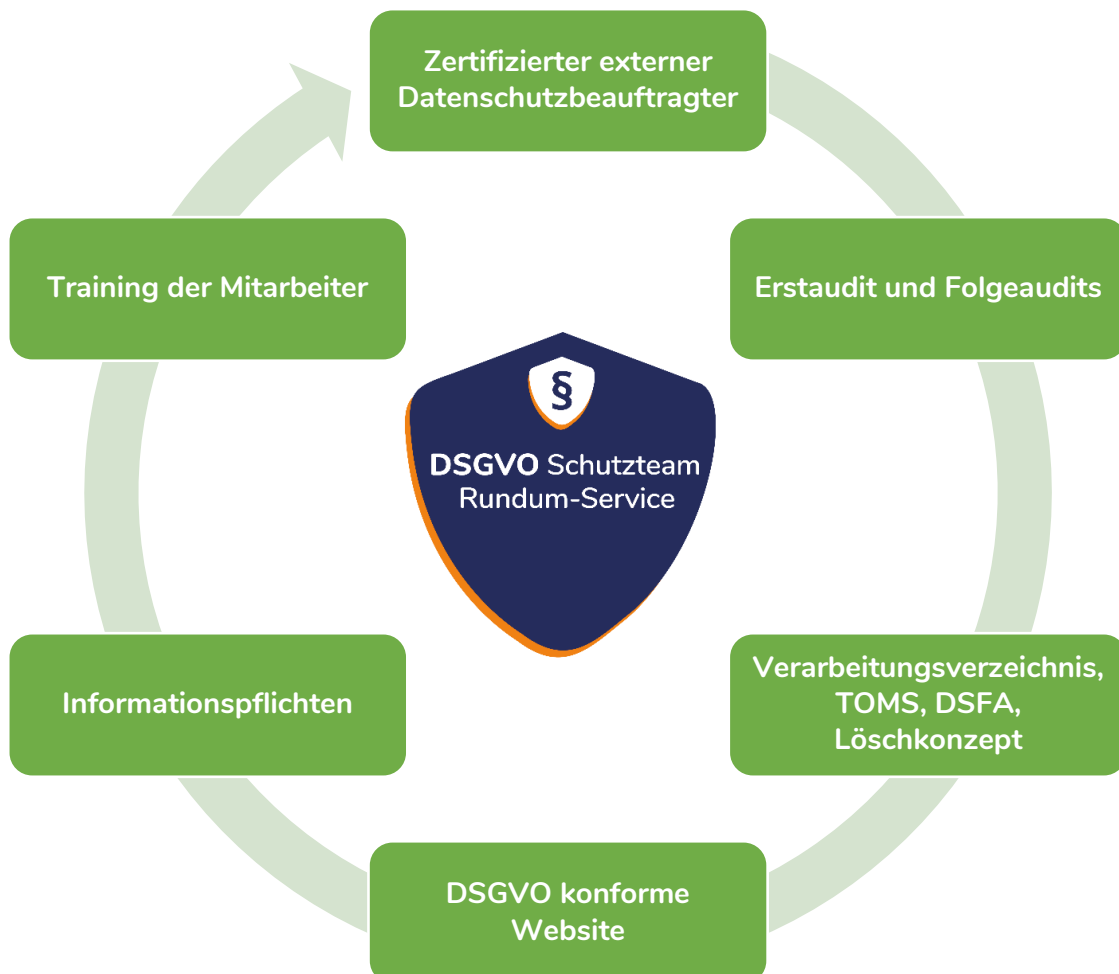 Zertifizierter externer
Datenschutzbeauftragter
Training der Mitarbeiter
Erstaudit und Folgeaudits
§
DSGVO Schutzteam
Rundum-Service
Informationspflichten
Verarbeitungsverzeichnis,
TOMS, DSFA,
Löschkonzept
DSGVO konforme
Website